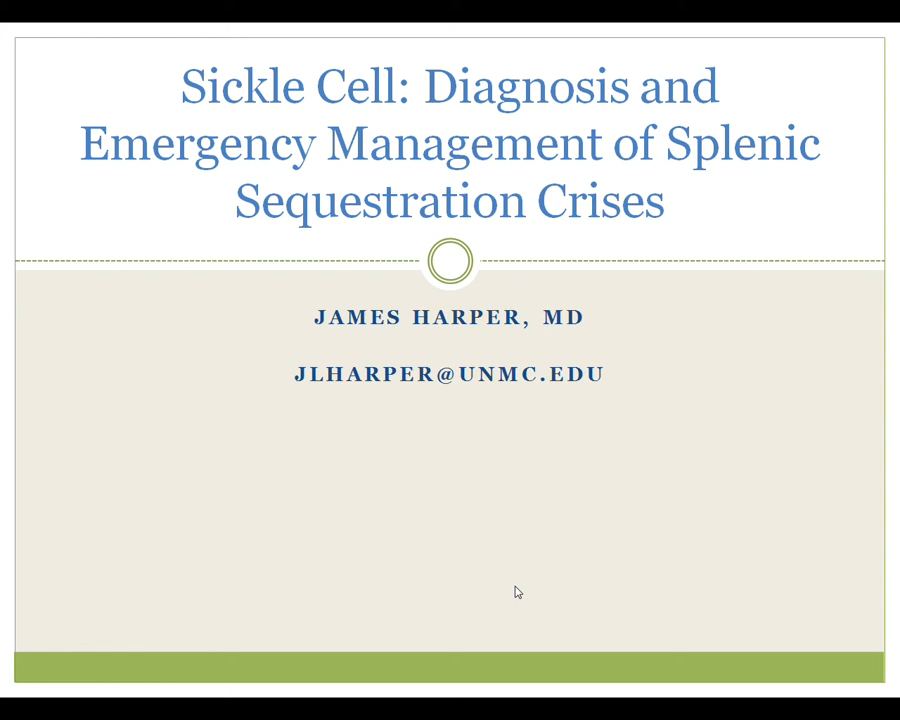 Sickle Cell: Diagnosis and
Emergency Management of Splenic
Sequestration Crises
JAMES HARPER, MD
JLHARPER@UNMC.EDU